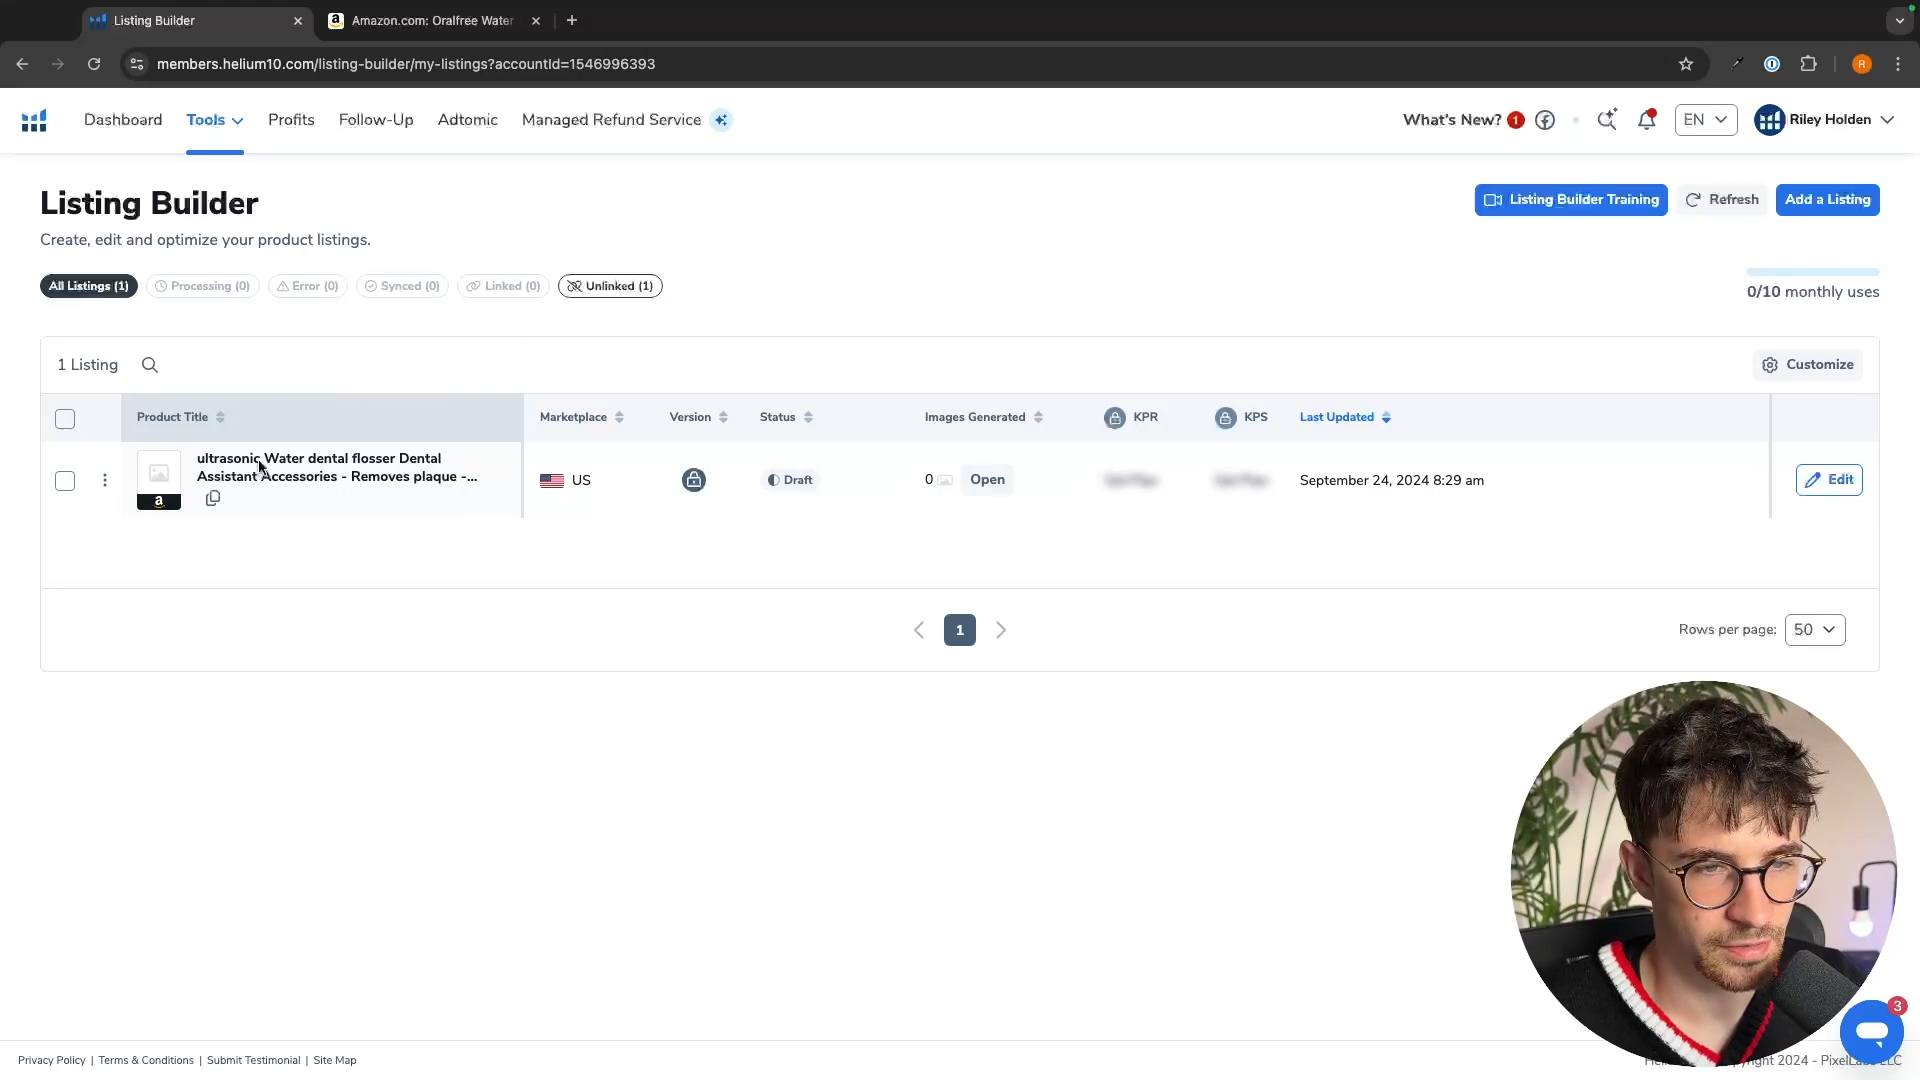 Listing Builder
Amazon.com: Oralfree Water
members.helium10.com/listing-builder/my-listings?accountId=1546996393
R
Dashboard Tools Profits Follow-Up Adtomic Managed Refund Service
What's New? 1 EN Riley Holden
Listing Builder
Create, edit and optimize your product listings.
Listing Builder Training Refresh Add a Listing
All Listings (1) Processing (0) Error (0) Synced (0) Linked (0) Unlinked (1)
0/10 monthly uses
1 Listing
Customize
Product Title Marketplace Version Status Images Generated KPR KPS Last Updated
ultrasonic Water dental flosser Dental
Assistant Accessories - Removes plaque -...
a
US Draft 0 Open September 24, 2024 8:29 am Edit
1
Rows per page: 50
3
Privacy Policy | Terms & Conditions | Submit Testimonial | Site Map
2024 -